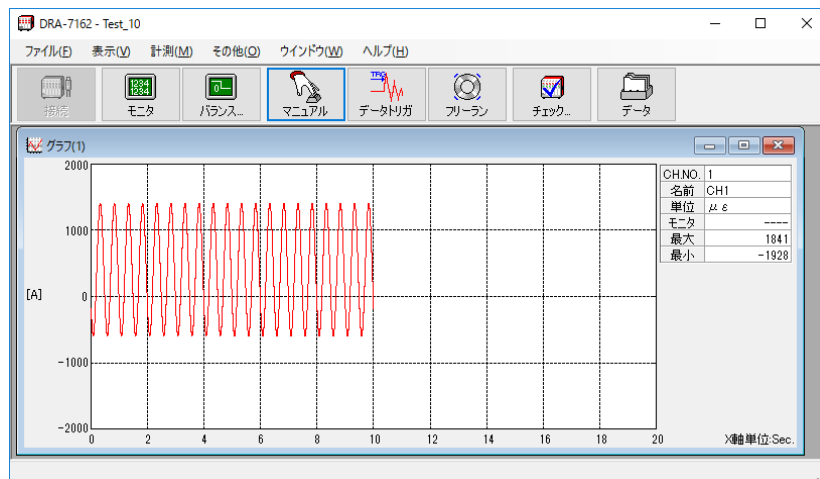 DRA-7162 - Test_10
ファイル(F) 表示(V) 計測(M) その他(O) ウインドウ(W) ヘルプ(H)
1234
1234
TRIG
接続 モニタ バランス... マニュアル データトリガ フリーラン チェック... データ
グラフ(1)
2000
1000
[A] 0
-1000
-2000
0 2 4 6 8 10 12 14 16 18 20 X軸単位:Sec.
CH.NO. 1
名前 CH1
単位 με
モニタ ----
最大 1841
最小 -1928